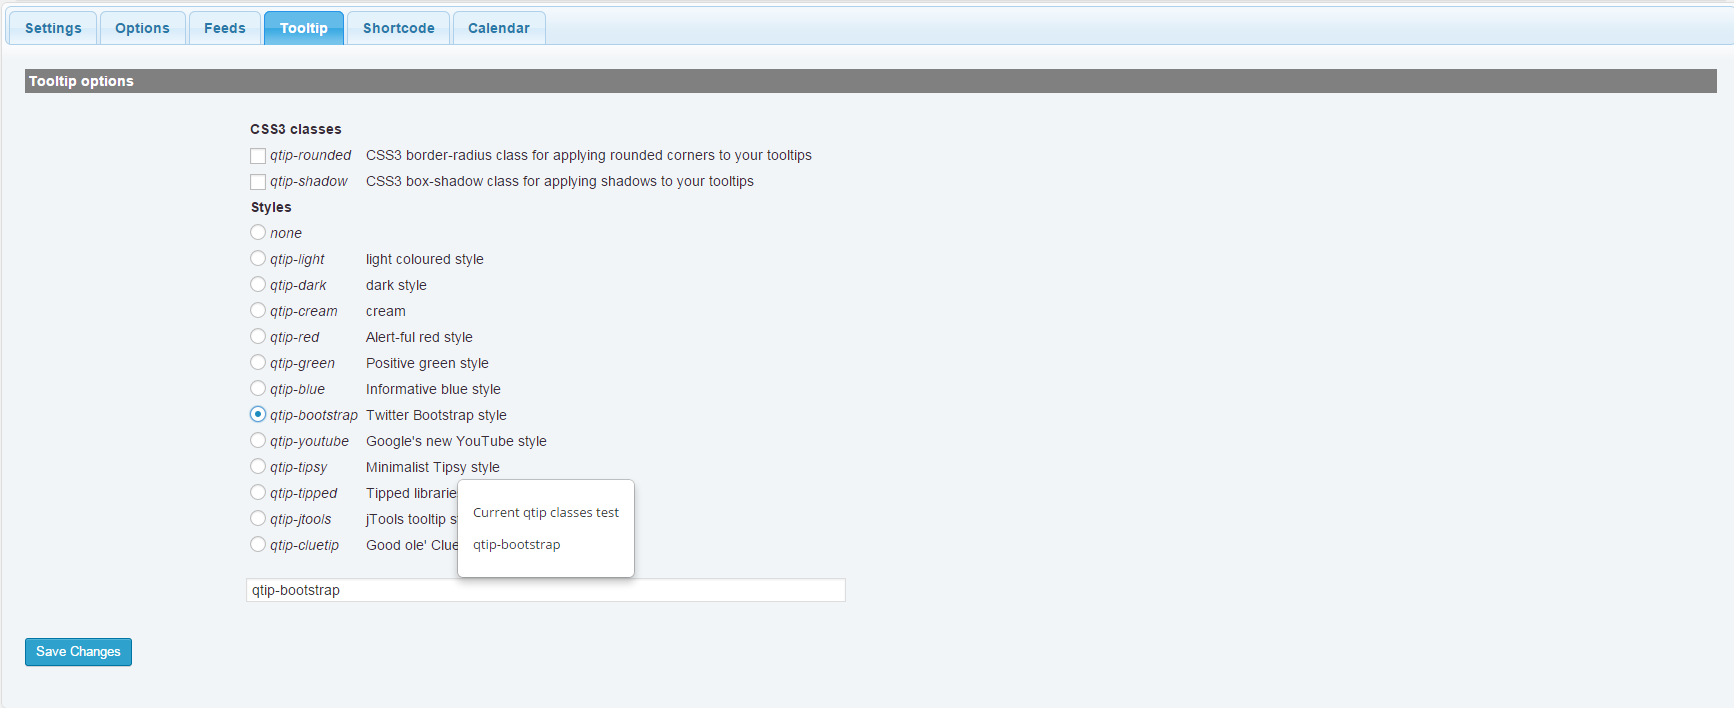 Settings Options Feeds Tooltip Shortcode Calendar
Tooltip options
CSS3 classes
qtip-rounded CSS3 border-radius class for applying rounded corners to your tooltips
qtip-shadow CSS3 box-shadow class for applying shadows to your tooltips
Styles
none
qtip-light light coloured style
qtip-dark dark style
qtip-cream cream
qtip-red Alert-ful red style
qtip-green Positive green style
qtip-blue Informative blue style
qtip-bootstrap Twitter Bootstrap style
qtip-youtube Google's new YouTube style
qtip-tipsy Minimalist Tipsy style
qtip-tipped Tipped librarie
qtip-jtools jTools tooltip s
qtip-cluetip Good ole' Clue
Current qtip classes test
qtip-bootstrap
qtip-bootstrap
Save Changes